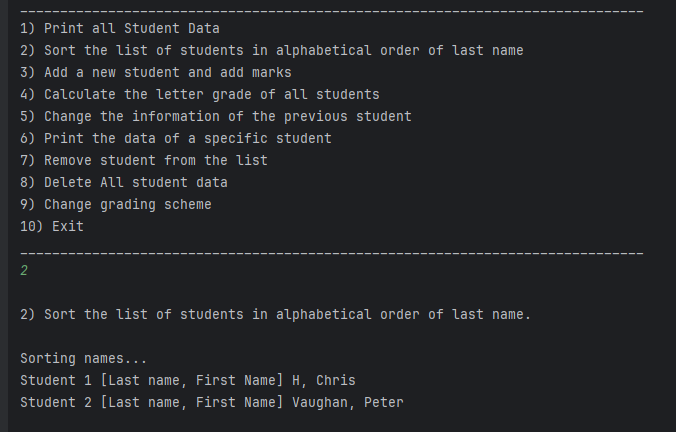 ______________________________________________________________________________
1) Print all Student Data
2) Sort the list of students in alphabetical order of last name
3) Add a new student and add marks
4) Calculate the letter grade of all students
5) Change the information of the previous student
6) Print the data of a specific student
7) Remove student from the list
8) Delete All student data
9) Change grading scheme
10) Exit
______________________________________________________________________________
2
2) Sort the list of students in alphabetical order of last name.
Sorting names...
Student 1 [Last name, First Name] H, Chris
Student 2 [Last name, First Name] Vaughan, Peter